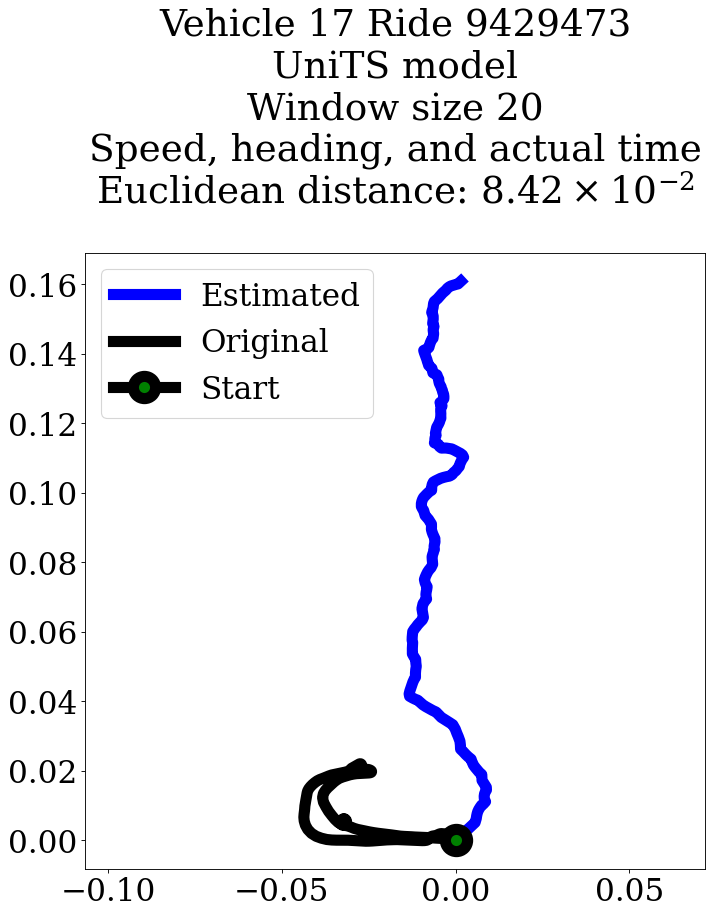 Vehicle 17 Ride 9429473
UniTS model
Window size 20
Speed, heading, and actual time
Euclidean distance: 8.42 × 10⁻²
Estimated
Original
Start
0.16
0.14
0.12
0.10
0.08
0.06
0.04
0.02
0.00
−0.10 −0.05 0.00 0.05